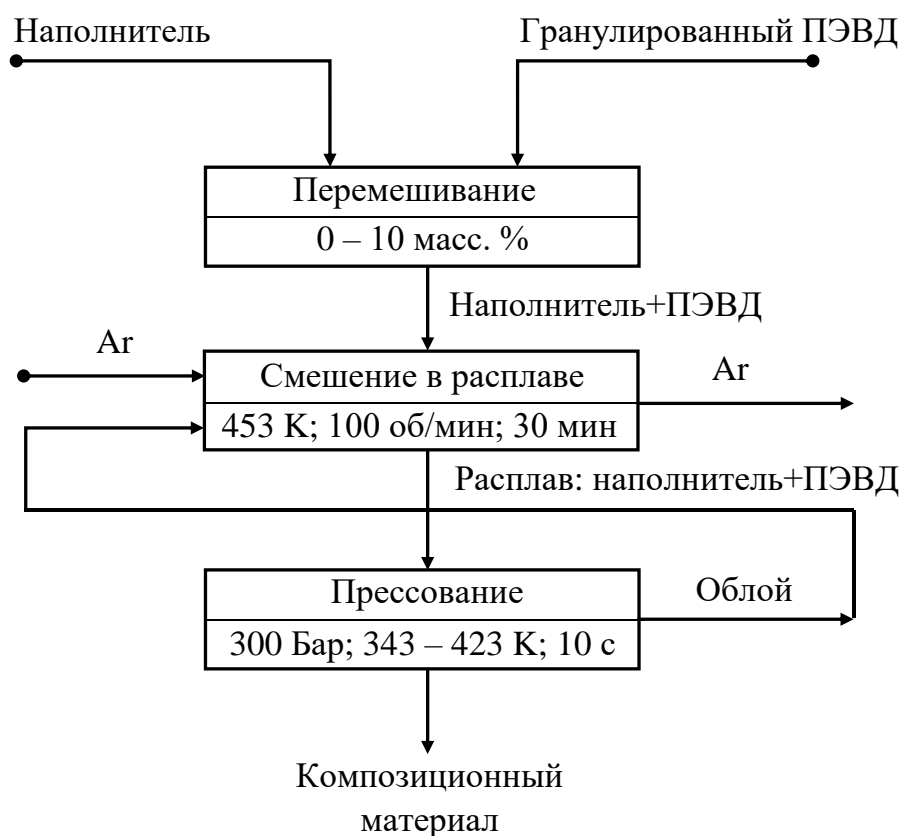 Наполнитель
Гранулированный ПЭВД
Перемешивание
0 – 10 масс. %
Наполнитель+ПЭВД
Ar
Ar
Смешение в расплаве
453 К; 100 об/мин; 30 мин
Расплав: наполнитель+ПЭВД
Прессование
Облой
300 Бар; 343 – 423 К; 10 с
Композиционный
материал